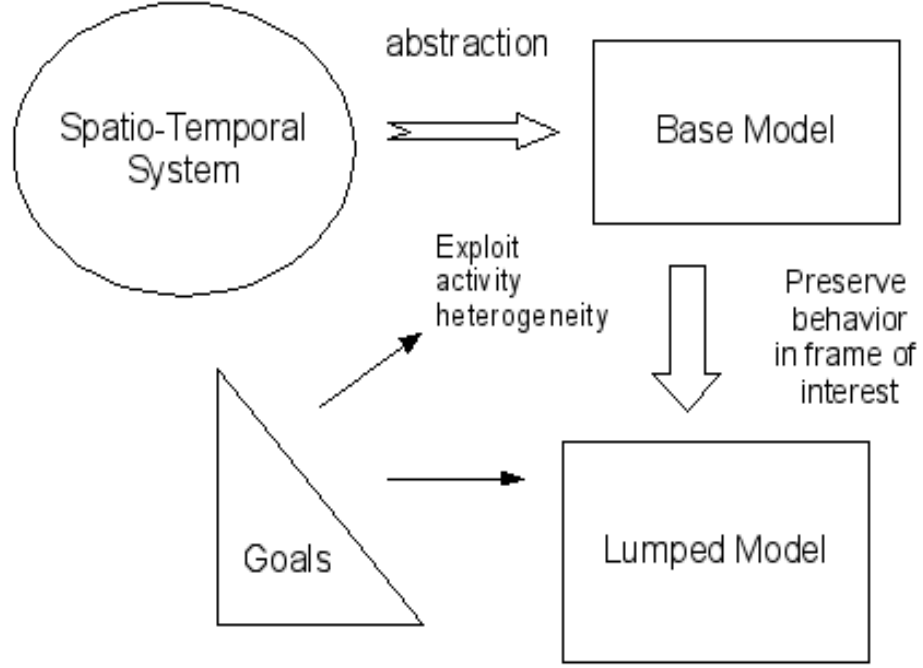 abstraction
Spatio-Temporal
System
Base Model
Exploit
activity
heterogeneity
Preserve
behavior
in frame of
interest
Goals
Lumped Model